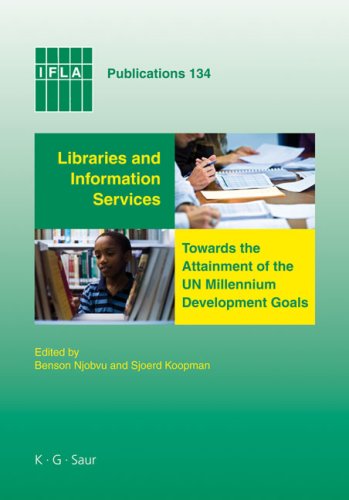 IFLA
Publications 134
Libraries and
Information
Services
Towards the
Attainment of the
UN Millennium
Development Goals
Edited by
Benson Njobvu and Sjoerd Koopman
K · G · Saur